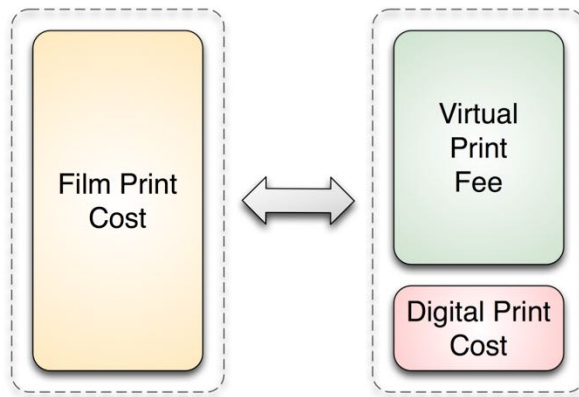 Film Print
Cost
Virtual
Print
Fee
Digital Print
Cost